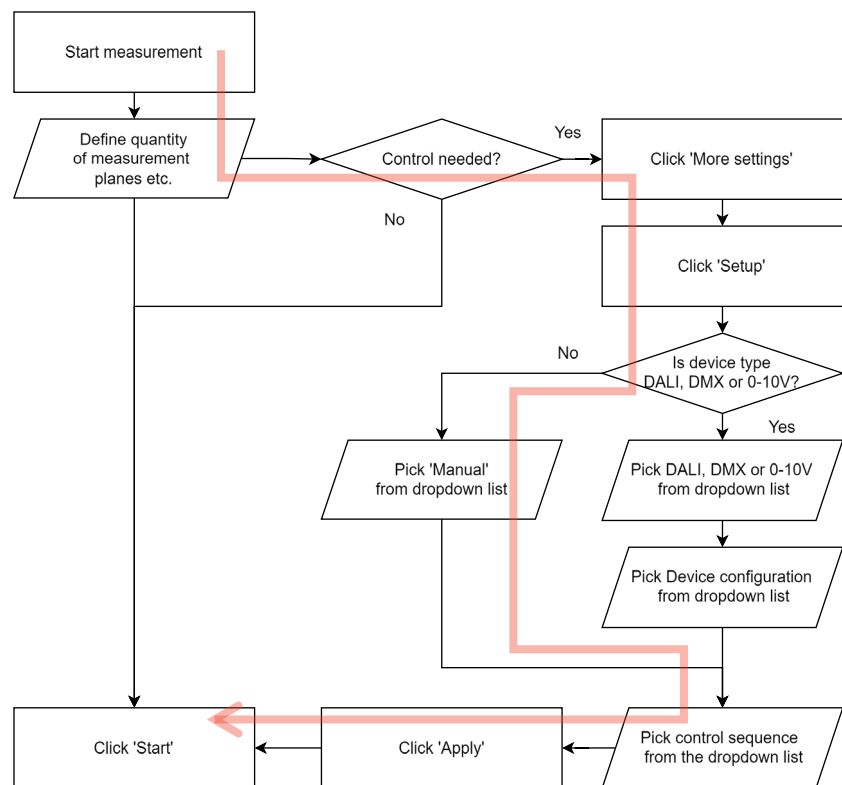 Start measurement
Define quantity
of measurement
planes etc.
Control needed?
Yes
Click 'More settings'
No
Click 'Setup'
No
Is device type
DALI, DMX or 0-10V?
Yes
Pick 'Manual'
from dropdown list
Pick DALI, DMX or 0-10V
from dropdown list
Pick Device configuration
from dropdown list
Click 'Start'
Click 'Apply'
Pick control sequence
from the dropdown list